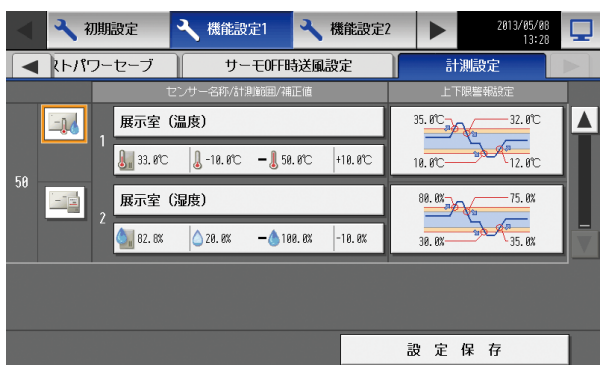 初期設定 機能設定1 機能設定2 2013/05/08
13:28
ストパワーセーブ サーモOFF時送風設定 計測設定
センサー名称/計測範囲/補正値 上下限警報設定
50
1 展示室 (温度)
33.0℃ -10.0℃ - 50.0℃ +10.0℃
35.0℃ 32.0℃
10.0℃ 12.0℃
2 展示室 (湿度)
82.8% 20.0% - 100.0% -10.0%
80.0% 75.0%
30.0% 35.0%
設定保存